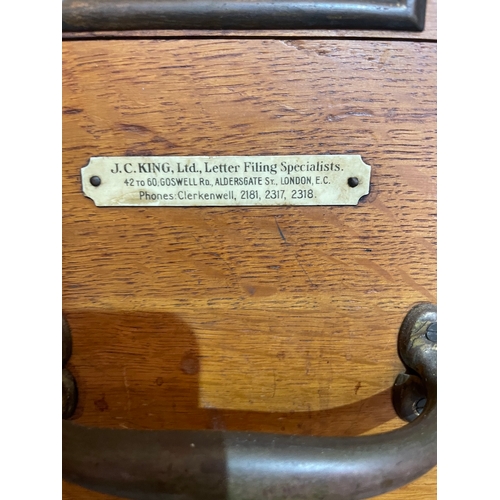 J.C.KING, Ltd., Letter Filing Specialists.
42 TO 60, GOSWELL RD., ALDERSGATE ST., LONDON, E.C.
Phones: Clerkenwell, 2181, 2317, 2318.